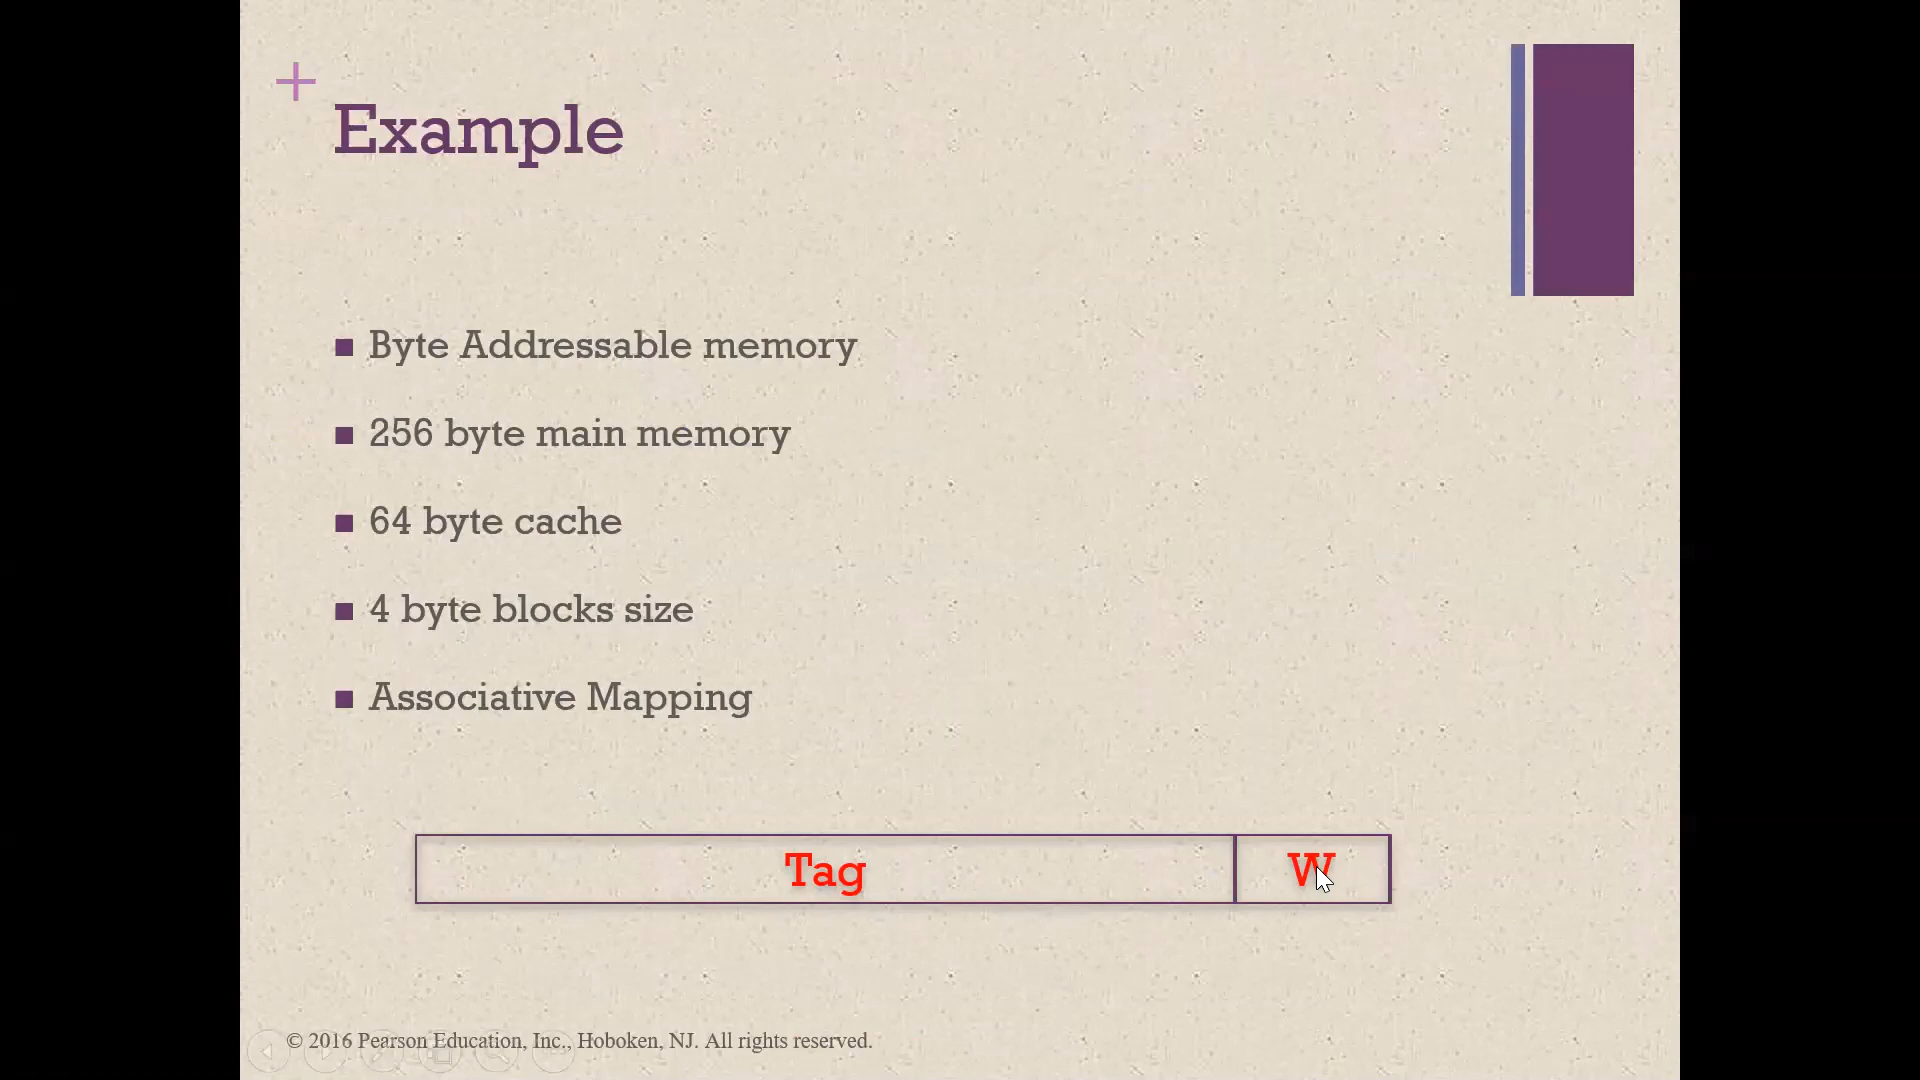 Example
Byte Addressable memory
256 byte main memory
64 byte cache
4 byte blocks size
Associative Mapping
Tag W
© 2016 Pearson Education, Inc., Hoboken, NJ. All rights reserved.